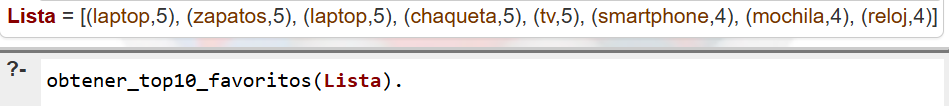 Lista = [(laptop,5), (zapatos,5), (laptop,5), (chaqueta,5), (tv,5), (smartphone,4), (mochila,4), (reloj,4)]
?- obtener_top10_favoritos(Lista).